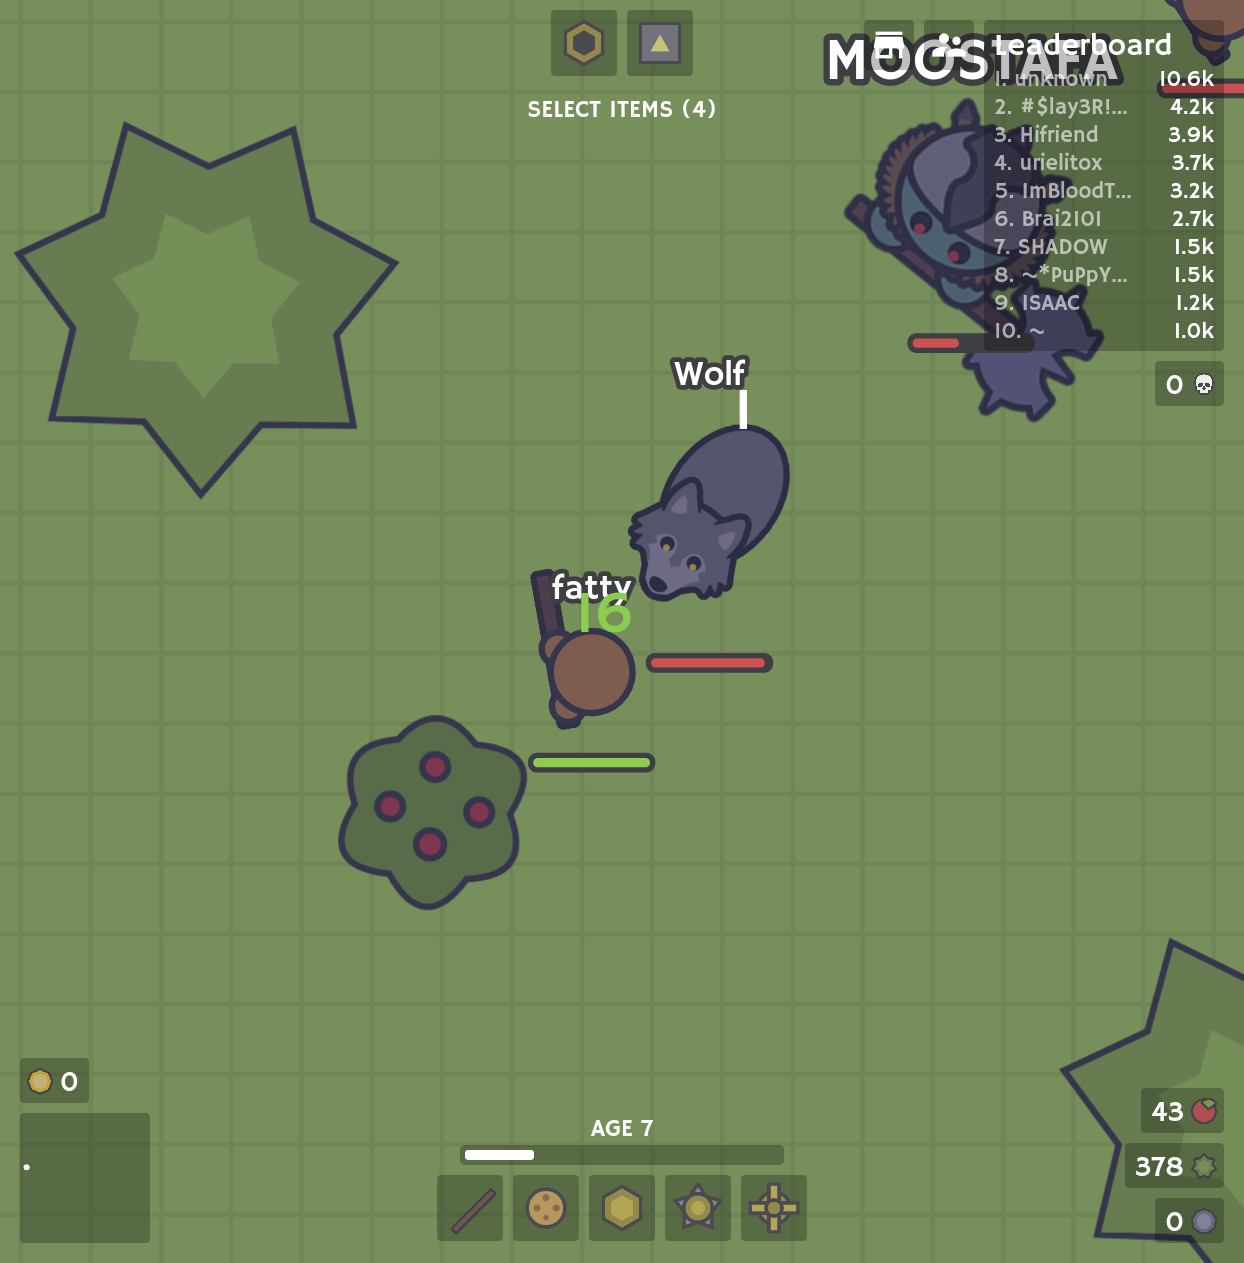 SELECT ITEMS (4)
MOOSTAFA
Leaderboard
1. unknown 10.6k
2. #$lay3R!... 4.2k
3. Hifriend 3.9k
4. urielitox 3.7k
5. ImBloodT... 3.2k
6. Brai2101 2.7k
7. SHADOW 1.5k
8. ~*PuPpY... 1.5k
9. ISAAC 1.2k
10. ~ 1.0k
0
Wolf
fatty
16
0
AGE 7
43
378
0